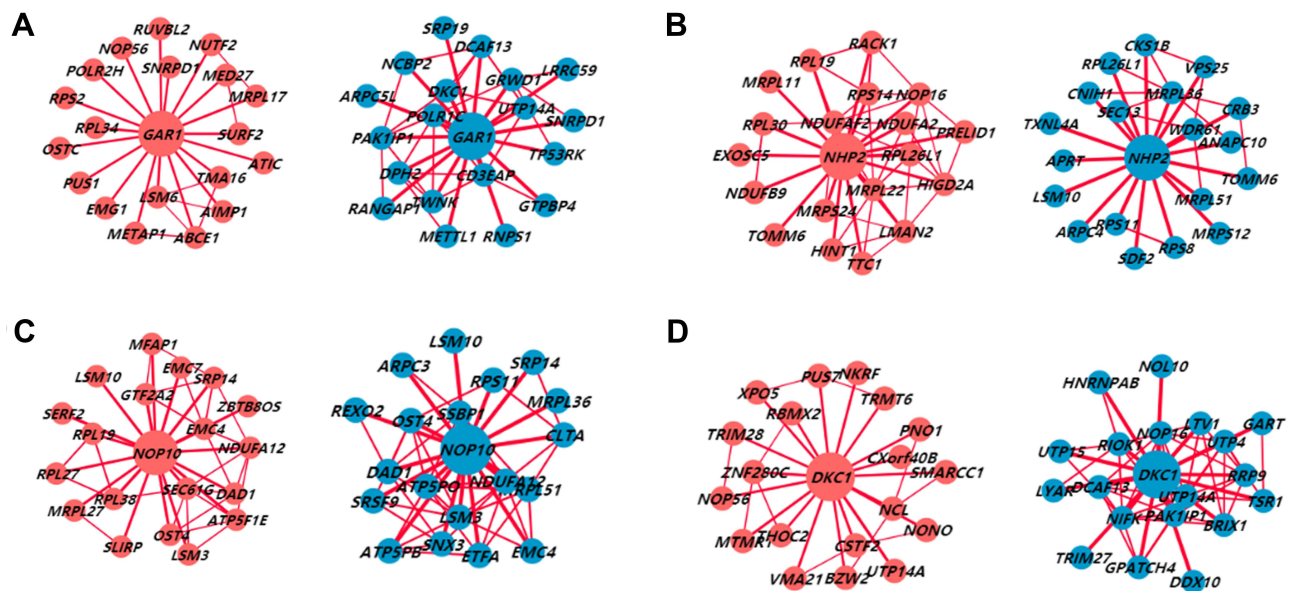 A
RUVBL2
NOP56
NUTF2
POLR2H
SNRPD1
MED27
RPS2
MRPL17
RPL34
GAR1
SURF2
OSTC
ATIC
PUS1
TMA16
LSM6
EMG1
AIMP1
METAP1
ABCE1
SRP19
DCAF13
NCBP2
LRRC59
GRWD1
ARPC5L
DKC1
UTP14A
POLR1C
SNRPD1
PAK1IP1
GAR1
TP53RK
DPH2
CD3EAP
RANGAP1
TWNK
GTPBP4
METTL1
RNPS1
B
RACK1
RPL19
MRPL11
RPS14
NOP16
RPL30
NDUFAF2
NDUFA2
PRELID1
EXOSC5
NHP2
RPL26L1
NDUFB9
MRPL22
HIGD2A
MRPS24
TOMM6
LMAN2
HINT1
TTC1
CKS1B
RPL26L1
VPS25
CNIH1
MRPL36
SEC13
CRB3
TXNL4A
WDR61
ANAPC10
APRT
NHP2
TOMM6
LSM10
MRPL51
ARPC4
RPS11
MRPS12
SDF2
RPS8
C
MFAP1
EMC7
LSM10
SRP14
GTF2A2
SERF2
ZBTB8OS
RPL19
EMC4
NDUFA12
NOP10
RPL27
SEC61G
RPL38
DAD1
MRPL27
ATP5F1E
OST4
SLIRP
LSM3
LSM10
ARPC3
SRP14
RPS11
REXO2
SSBP1
MRPL36
OST4
CLTA
NOP10
DAD1
ATP5PO
NDUFA12
SRSF9
MRPL51
LSM3
ATP5PB
SNX3
ETFA
EMC4
D
PUS7
NKRF
XPO5
TRMT6
RBMX2
TRIM28
PNO1
CXorf40B
ZNF280C
DKC1
SMARCC1
NOP56
NCL
MTMR1
THOC2
NONO
CSTF2
VMA21
BZW2
UTP14A
NOL10
HNRNPAB
LTV1
GART
NOP16
UTP4
UTP15
RIOK1
DKC1
RRP9
LYAR
DCAF13
UTP14A
TSR1
NIFK
PAK1IP1
BRIX1
TRIM27
GPATCH4
DDX10